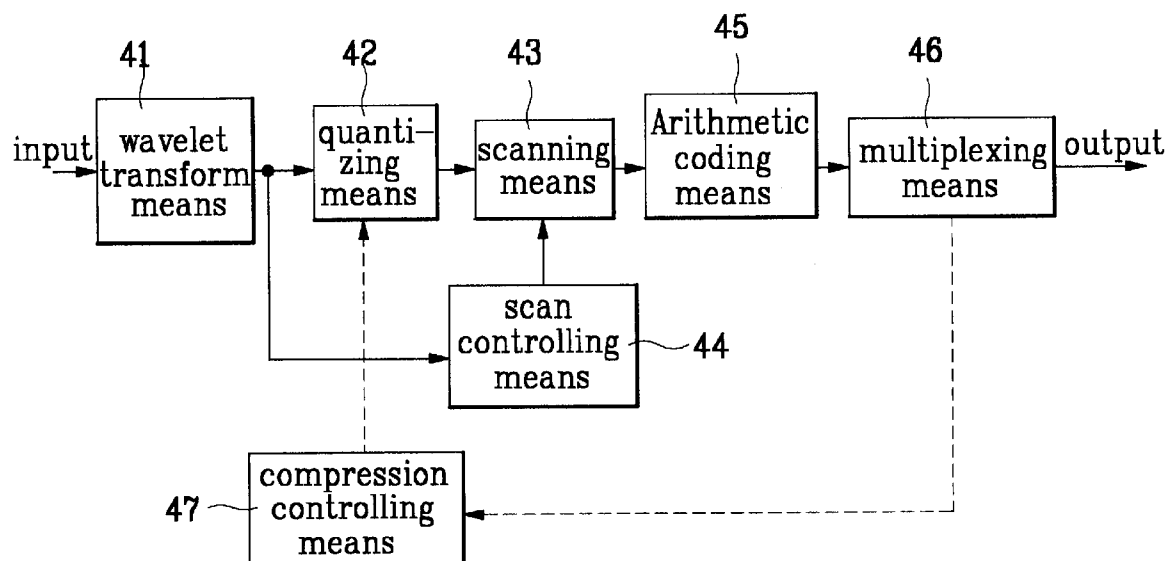 41
42
43
45
46
input
wavelet
transform
means
quanti-
zing
means
scanning
means
Arithmetic
coding
means
multiplexing
means
output
scan
controlling
means
44
compression
controlling
means
47